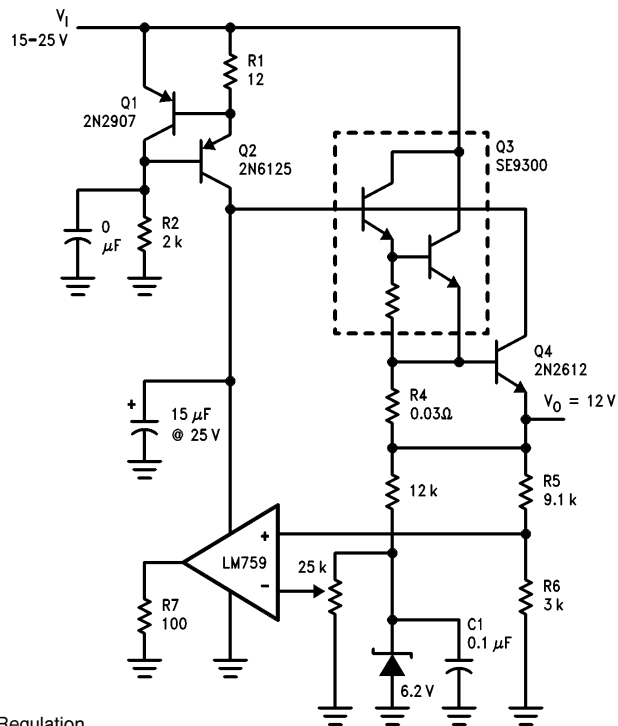 V_I
15-25 V
R1
12
Q1
2N2907
Q2
2N6125
Q3
SE9300
0
μF
R2
2 k
Q4
2N2612
V_O = 12 V
+
15 μF
@ 25 V
R4
0.03Ω
12 k
R5
9.1 k
+
LM759
−
25 k
R7
100
R6
3 k
C1
0.1 μF
6.2 V
Regulation